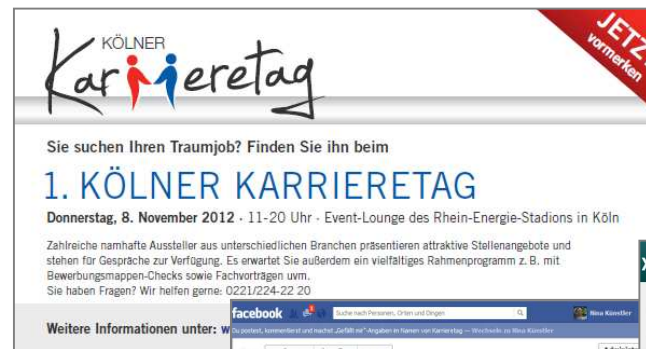 KÖLNER
Karrieretag
JETZT
vormerken
Sie suchen Ihren Traumjob? Finden Sie ihn beim
1. KÖLNER KARRIERETAG
Donnerstag, 8. November 2012 · 11-20 Uhr · Event-Lounge des Rhein-Energie-Stadions in Köln
Zahlreiche namhafte Aussteller aus unterschiedlichen Branchen präsentieren attraktive Stellenangebote und
stehen für Gespräche zur Verfügung. Es erwartet Sie außerdem ein vielfältiges Rahmenprogramm z. B. mit
Bewerbungsmappen-Checks sowie Fachvorträgen uvm.
Sie haben Fragen? Wir helfen gerne: 0221/224-22 20
Weitere Informationen unter: w
facebook Suche nach Personen, Orten und Dingen Nina Künstler
Du postest, kommentierst und machst „Gefällt mir“-Angaben im Namen von Karrieretag — Wechsle zu Nina Künstler